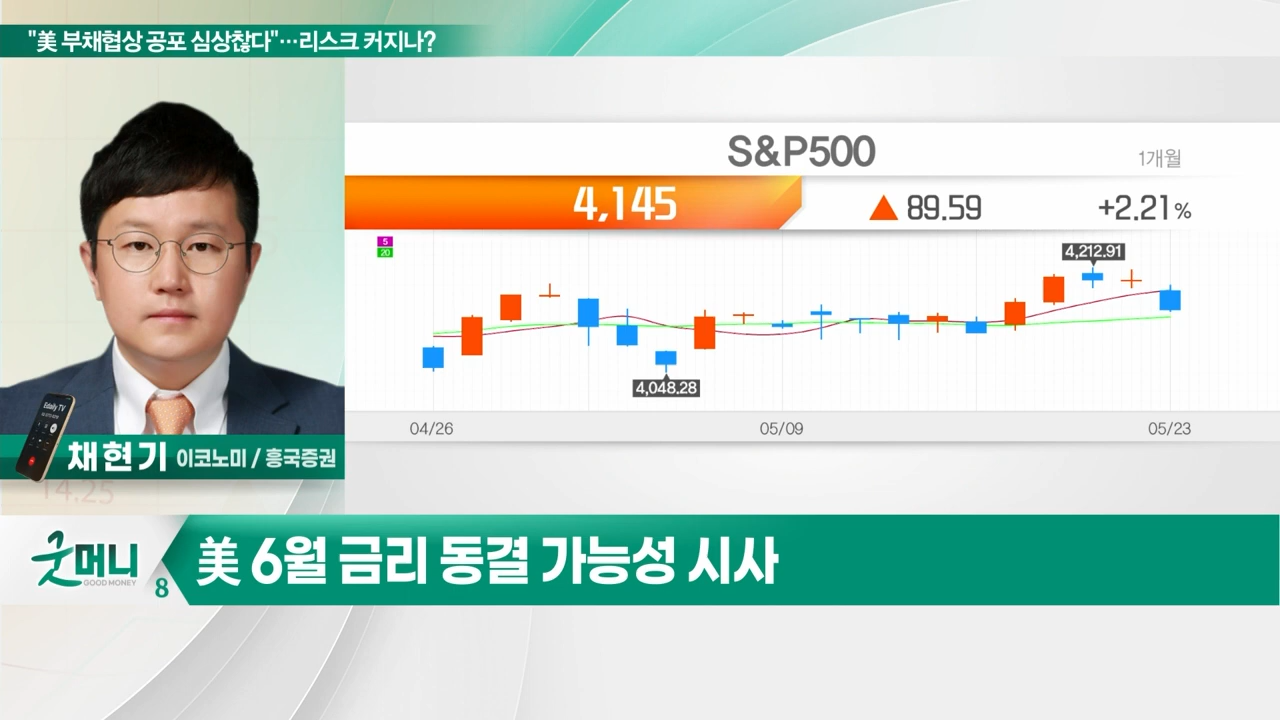 "美 부채협상 공포 심상찮다"…리스크 커지나?
S&P500
1개월
4,145
▲ 89.59
+2.21%
5
20
4,212.91
4,048.28
04/26
05/09
05/23
Edaily TV
채현기 이코노미 / 흥국증권
14.25
굿머니
GOOD MONEY
8
美 6월 금리 동결 가능성 시사